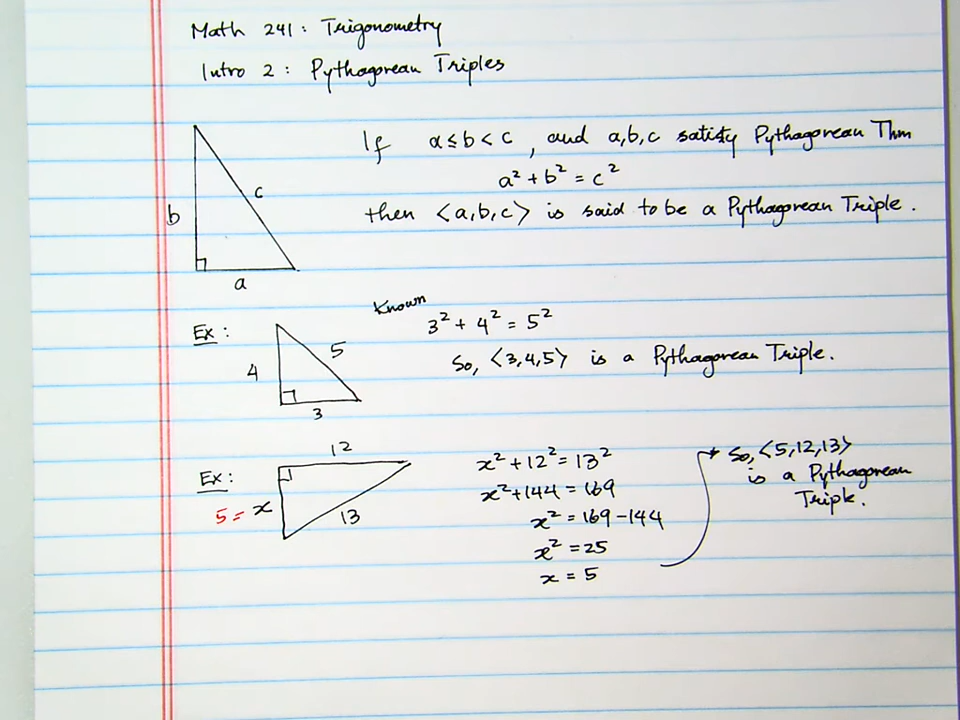 Math 241: Trigonometry
Intro 2: Pythagorean Triples
If a ≤ b < c, and a,b,c satisfy Pythagorean Thm
a² + b² = c²
then <a,b,c> is said to be a Pythagorean Triple.
b
c
a
Ex:
4
5
3
Known
3² + 4² = 5²
So, <3,4,5> is a Pythagorean Triple.
Ex:
12
5 = x
13
x² + 12² = 13²
x² + 144 = 169
x² = 169 - 144
x² = 25
x = 5
So, <5,12,13>
is a Pythagorean
Triple.